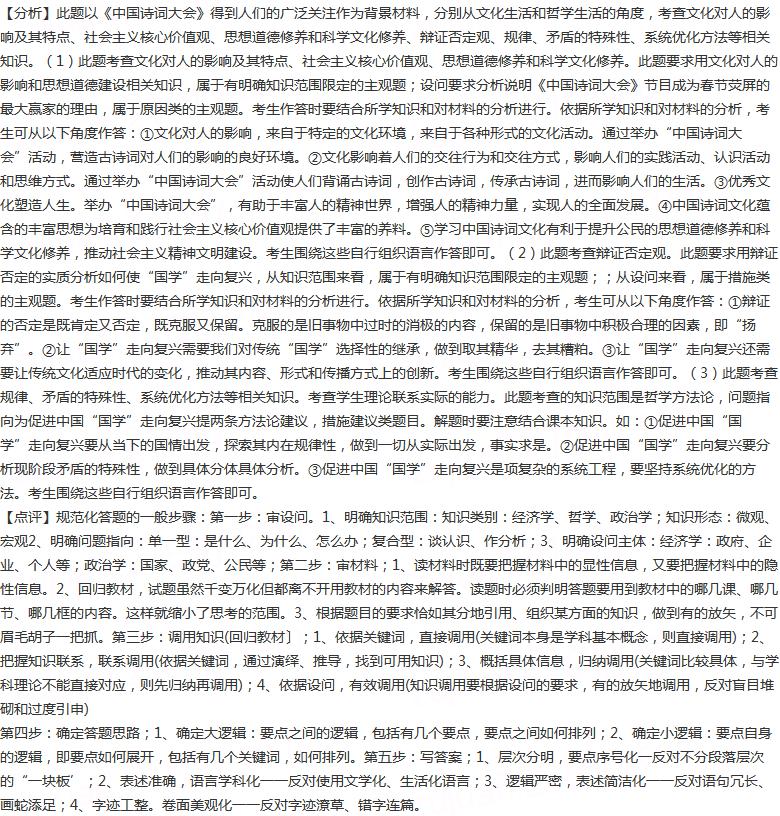 【分析】此题以《中国诗词大会》得到人们的广泛关注作为背景材料，分别从文化生活和哲学生活的角度，考查文化对人的影
响及其特点、社会主义核心价值观、思想道德修养和科学文化修养、辩证否定观、规律、矛盾的特殊性、系统优化方法等相关
知识。（1）此题考查文化对人的影响及其特点、社会主义核心价值观、思想道德修养和科学文化修养。此题要求用文化对人的
影响和思想道德建设相关知识，属于有明确知识范围限定的主观题；设问要求分析说明《中国诗词大会》节目成为春节荧屏的
最大赢家的理由，属于原因类的主观题。考生作答时要结合所学知识和对材料的分析进行。依据所学知识和对材料的分析，考
生可从以下角度作答：①文化对人的影响，来自于特定的文化环境，来自于各种形式的文化活动。通过举办“中国诗词大
会”活动，营造古诗词对人们的影响的良好环境。②文化影响着人们的交往行为和交往方式，影响人们的实践活动、认识活动
和思维方式。通过举办“中国诗词大会”活动使人们背诵古诗词，创作古诗词，传承古诗词，进而影响人们的生活。③优秀文
化塑造人生。举办“中国诗词大会”，有助于丰富人的精神世界，增强人的精神力量，实现人的全面发展。④中国诗词文化蕴
含的丰富思想为培育和践行社会主义核心价值观提供了丰富的养料。⑤学习中国诗词文化有利于提升公民的思想道德修养和科
学文化修养，推动社会主义精神文明建设。考生围绕这些自行组织语言作答即可。（2）此题考查辩证否定观。此题要求用辩证
否定的实质分析如何使“国学”走向复兴，从知识范围来看，属于有明确知识范围限定的主观题；；从设问来看，属于措施类
的主观题。考生作答时要结合所学知识和对材料的分析进行。依据所学知识和对材料的分析，考生可从以下角度作答：①辩证
的否定是既肯定又否定，既克服又保留。克服的是旧事物中过时的消极的内容，保留的是旧事物中积极合理的因素，即“扬
弃”。②让“国学”走向复兴需要我们对传统“国学”选择性的继承，做到取其精华，去其糟粕。③让“国学”走向复兴还需
要让传统文化适应时代的变化，推动其内容、形式和传播方式上的创新。考生围绕这些自行组织语言作答即可。（3）此题考查
规律、矛盾的特殊性、系统优化方法等相关知识。考查学生理论联系实际的能力。此题考查的知识范围是哲学方法论，问题指
向为促进中国“国学”走向复兴提两条方法论建议，措施建议类题目。解题时要注意结合课本知识。如：①促进中国“国
学”走向复兴要从当下的国情出发，探索其内在规律性，做到一切从实际出发，事实求是。②促进中国“国学”走向复兴要分
析现阶段矛盾的特殊性，做到具体分体具体分析。③促进中国“国学”走向复兴是项复杂的系统工程，要坚持系统优化的方
法。考生围绕这些自行组织语言作答即可。
【点评】规范化答题的一般步骤：第一步：审设问。1、明确知识范围：知识类别：经济学、哲学、政治学；知识形态：微观、
宏观2、明确问题指向：单一型：是什么、为什么、怎么办；复合型：谈认识、作分析；3、明确设问主体：经济学：政府、企
业、个人等；政治学：国家、政党、公民等；第二步：审材料；1、读材料时既要把握材料中的显性信息，又要把握材料中的隐
性信息。2、回归教材，试题虽然千变万化但都离不开用教材的内容来解答。读题时必须判明答题要用到教材中的哪几课、哪几
节、哪几框的内容。这样就缩小了思考的范围。3、根据题目的要求恰如其分地引用、组织某方面的知识，做到有的放矢，不可
眉毛胡子一把抓。第三步：调用知识(回归教材〕；1、依据关键词，直接调用(关键词本身是学科基本概念，则直接调用)；2、
把握知识联系，联系调用(依据关键词，通过演绎、推导，找到可用知识)；3、概括具体信息，归纳调用(关键词比较具体，与学
科理论不能直接对应，则先归纳再调用)；4、依据设问，有效调用(知识调用要根据设问的要求，有的放矢地调用，反对盲目堆
砌和过度引申)
第四步：确定答题思路；1、确定大逻辑：要点之间的逻辑，包括有几个要点，要点之间如何排列；2、确定小逻辑：要点自身
的逻辑，即要点如何展开，包括有几个关键词，如何排列。第五步：写答案；1、层次分明，要点序号化一反对不分段落层次
的“一块板’；2、表述准确，语言学科化一一反对使用文学化、生活化语言；3、逻辑严密，表述简洁化一一反对语句冗长、
画蛇添足；4、字迹工整。卷面美观化一一反对字迹潦草、错字连篇。